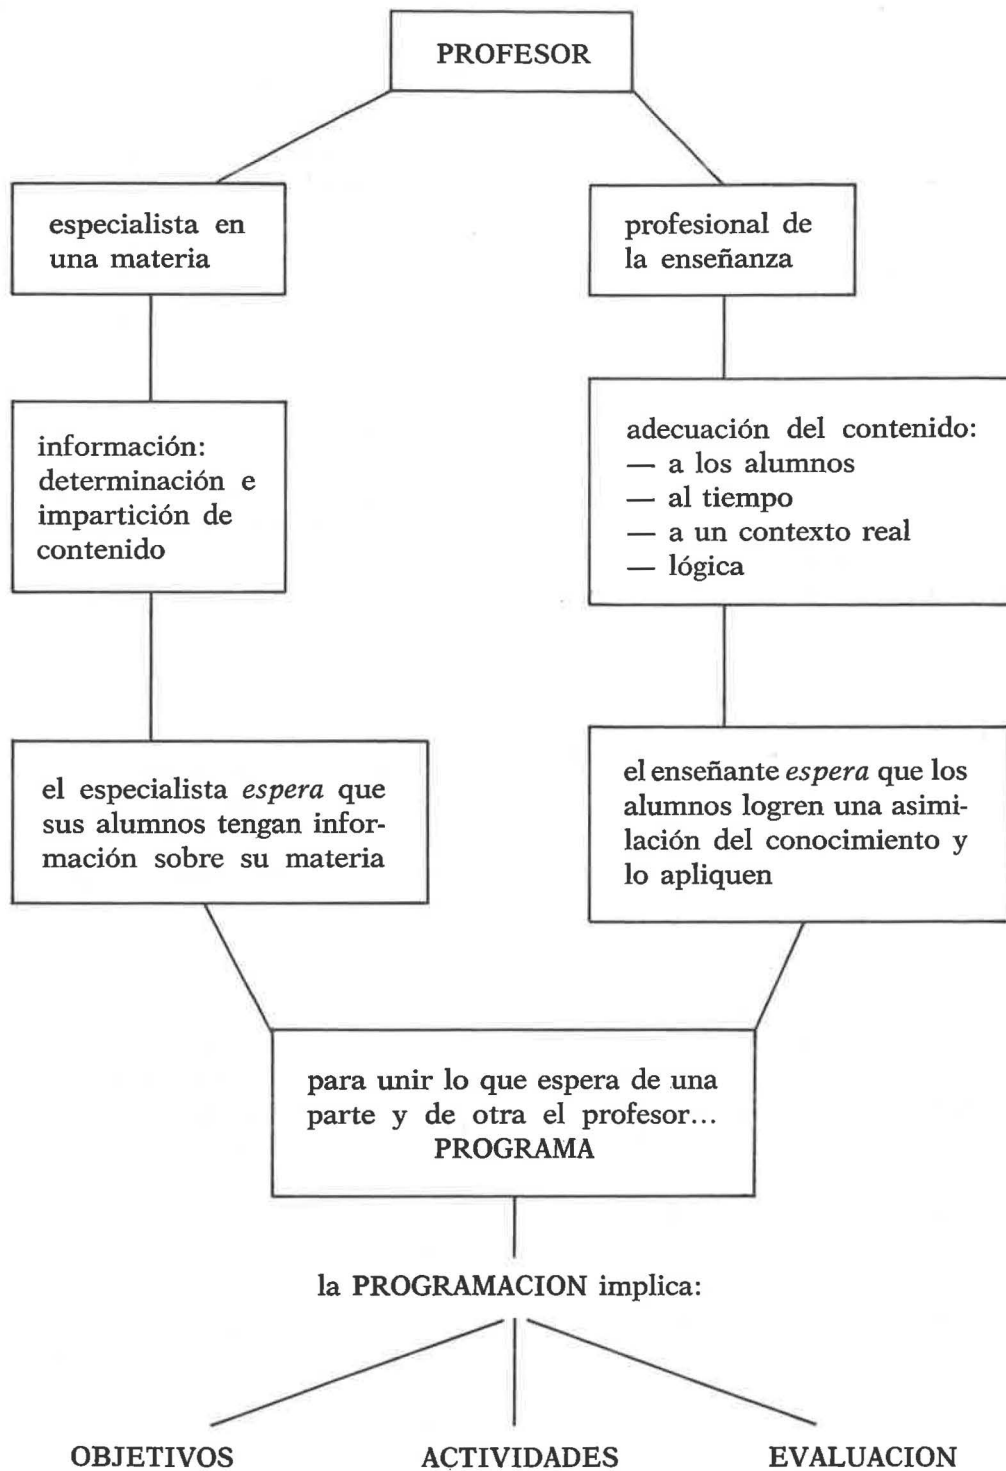 PROFESOR
especialista en
una materia
profesional de
la enseñanza
información:
determinación e
impartición de
contenido
adecuación del contenido:
— a los alumnos
— al tiempo
— a un contexto real
— lógica
el especialista espera que
sus alumnos tengan infor-
mación sobre su materia
el enseñante espera que los
alumnos logren una asimi-
lación del conocimiento y
lo apliquen
para unir lo que espera de una
parte y de otra el profesor...
PROGRAMA
la PROGRAMACION implica:
OBJETIVOS ACTIVIDADES EVALUACION